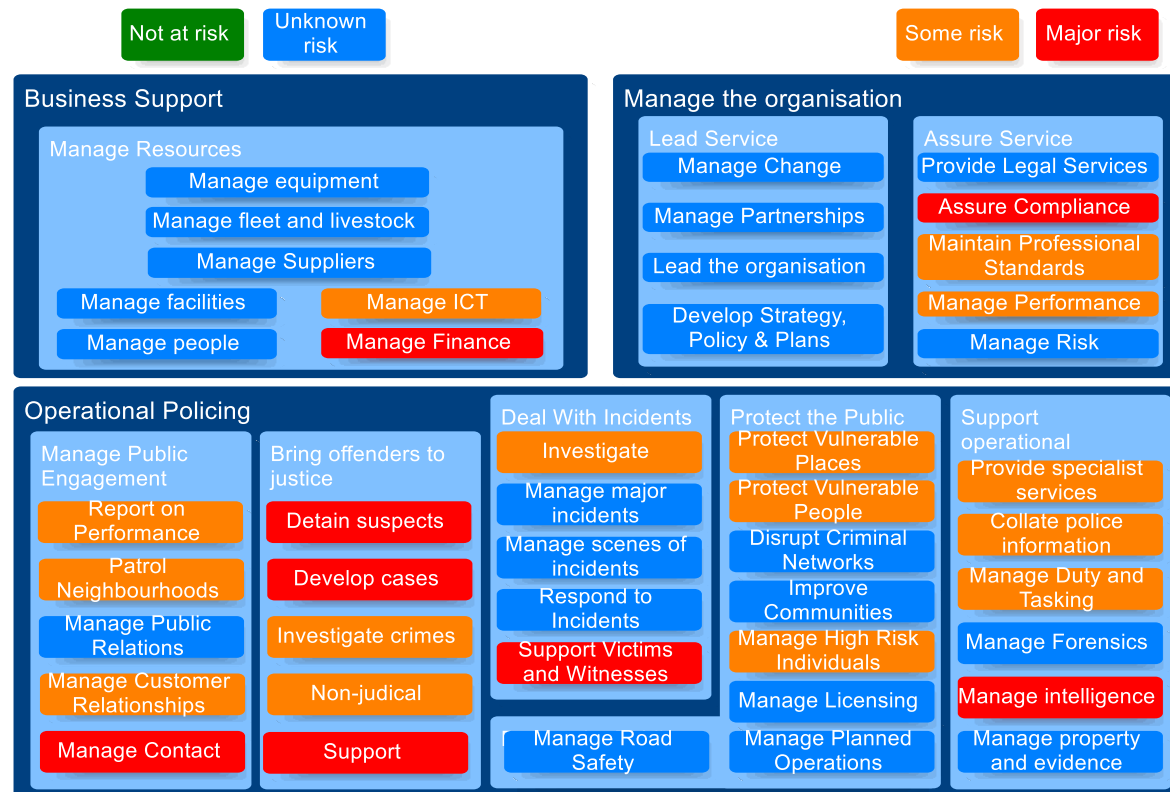 Not at risk
Unknown
risk
Some risk
Major risk
Business Support
Manage Resources
Manage equipment
Manage fleet and livestock
Manage Suppliers
Manage facilities
Manage ICT
Manage people
Manage Finance
Manage the organisation
Lead Service
Manage Change
Manage Partnerships
Lead the organisation
Develop Strategy,
Policy & Plans
Assure Service
Provide Legal Services
Assure Compliance
Maintain Professional
Standards
Manage Performance
Manage Risk
Operational Policing
Manage Public
Engagement
Report on
Performance
Patrol
Neighbourhoods
Manage Public
Relations
Manage Customer
Relationships
Manage Contact
Bring offenders to
justice
Detain suspects
Develop cases
Investigate crimes
Non-judical
Support
Deal With Incidents
Investigate
Manage major
incidents
Manage scenes of
incidents
Respond to
Incidents
Support Victims
and Witnesses
Manage Road
Safety
Protect the Public
Protect Vulnerable
Places
Protect Vulnerable
People
Disrupt Criminal
Networks
Improve
Communities
Manage High Risk
Individuals
Manage Licensing
Manage Planned
Operations
Support
operational
Provide specialist
services
Collate police
information
Manage Duty and
Tasking
Manage Forensics
Manage intelligence
Manage property
and evidence